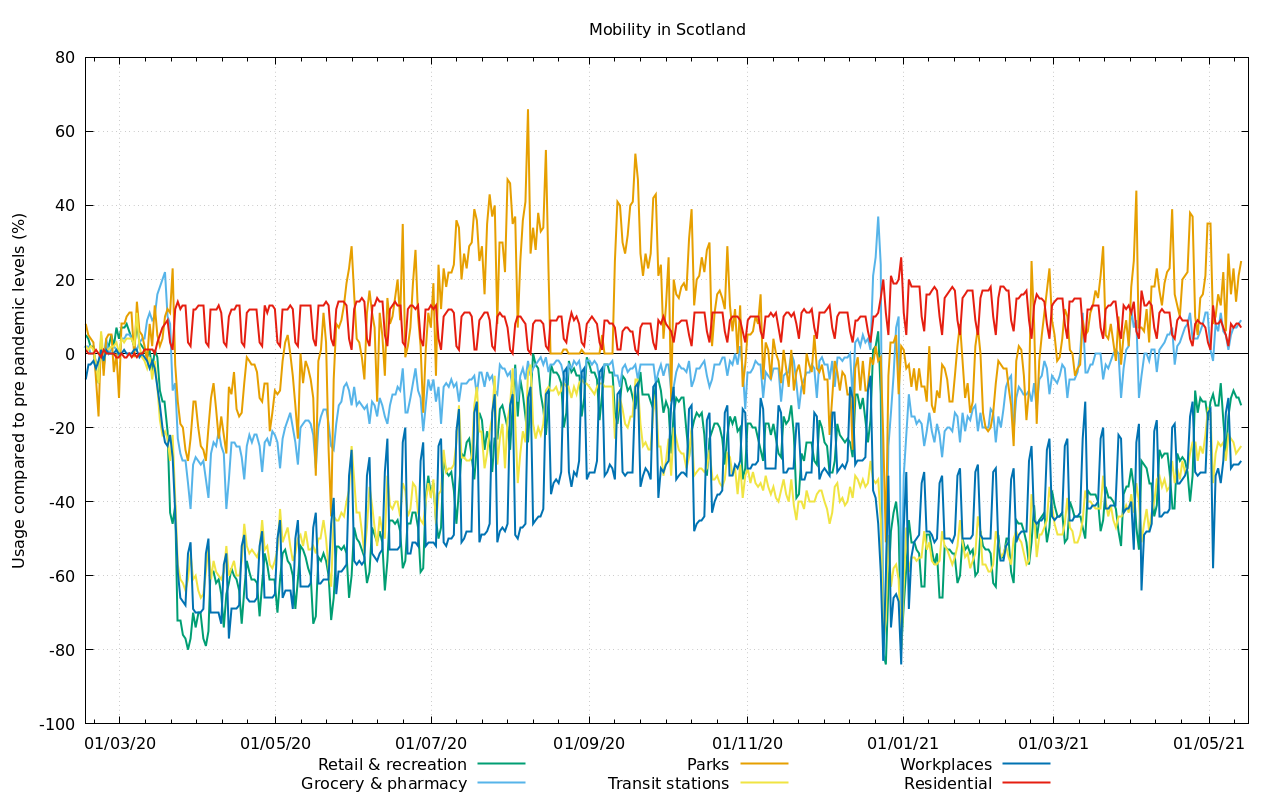 Mobility in Scotland
Usage compared to pre pandemic levels (%)
80
60
40
20
0
-20
-40
-60
-80
-100
01/03/20 01/05/20 01/07/20 01/09/20 01/11/20 01/01/21 01/03/21 01/05/21
Retail & recreation Parks Workplaces
Grocery & pharmacy Transit stations Residential